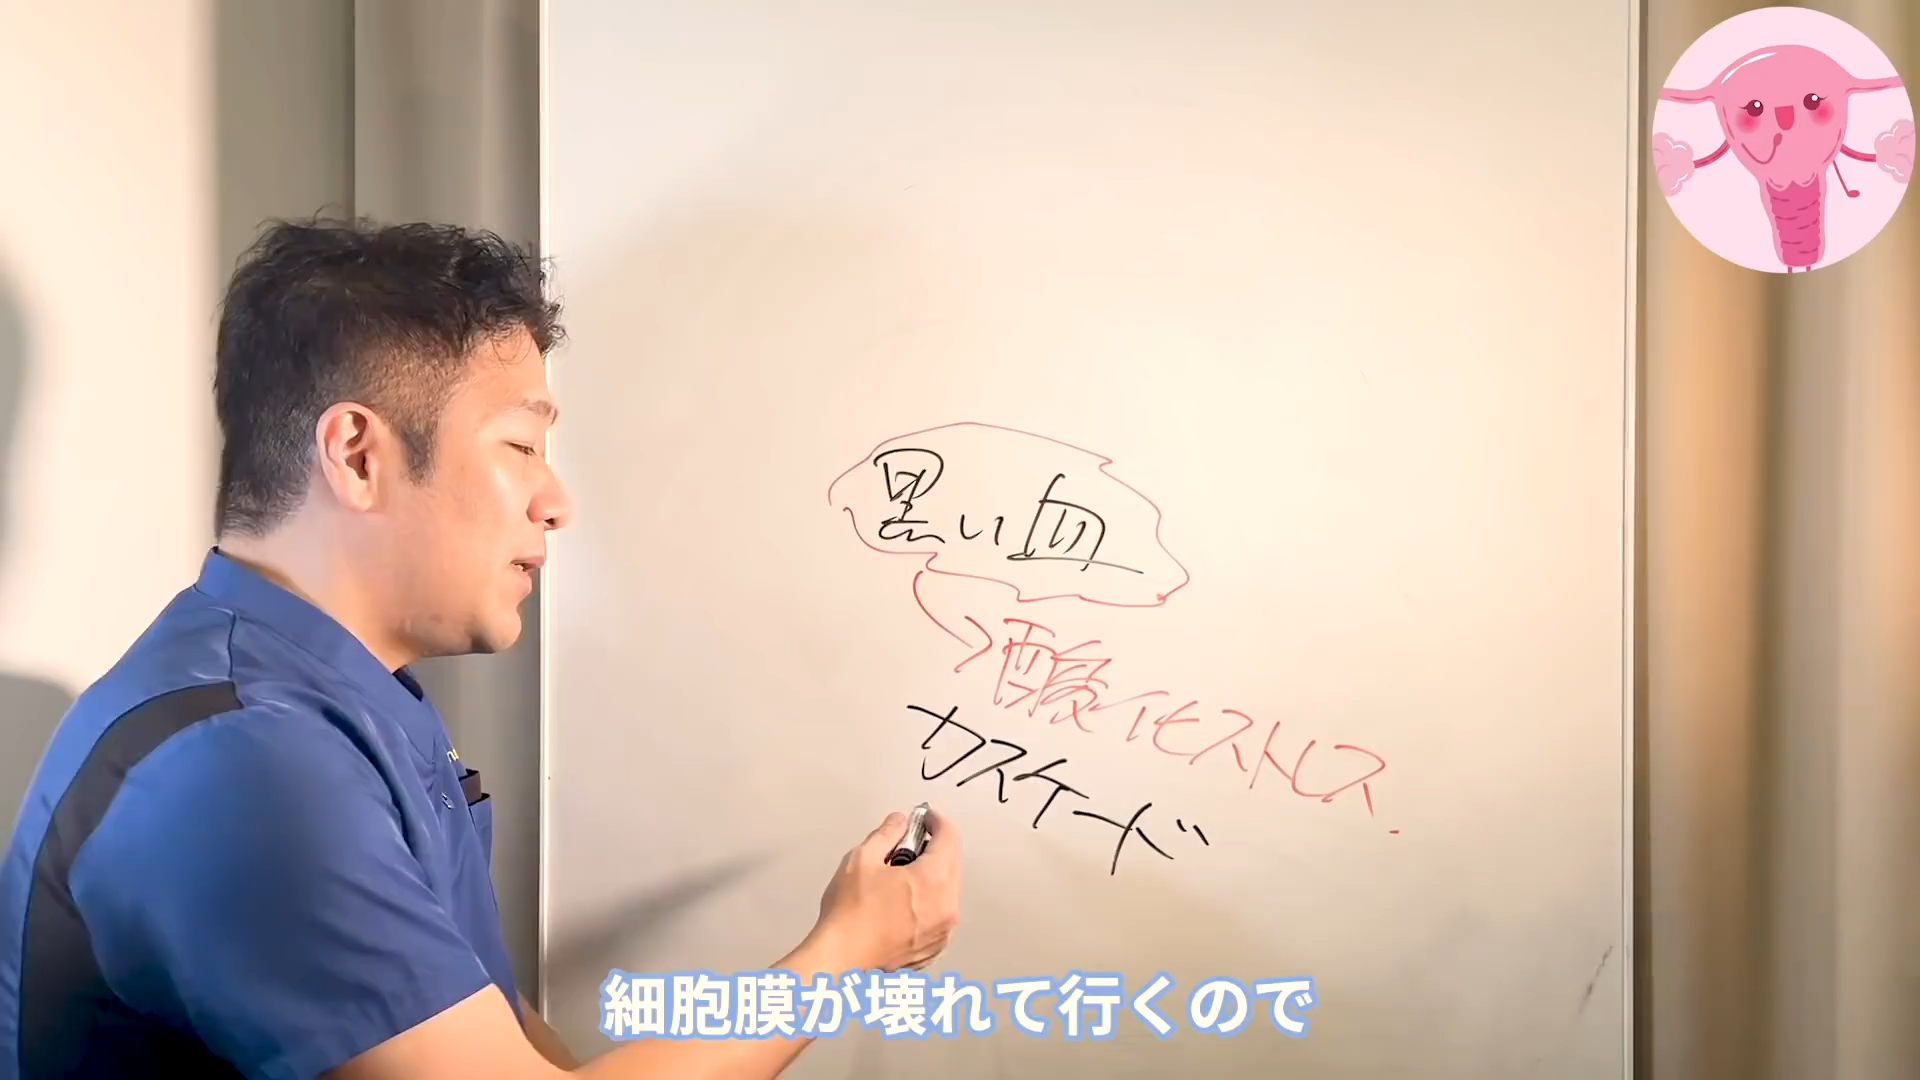 黒い血
酸化ストレス.
カスケード
細胞膜が壊れて行くので